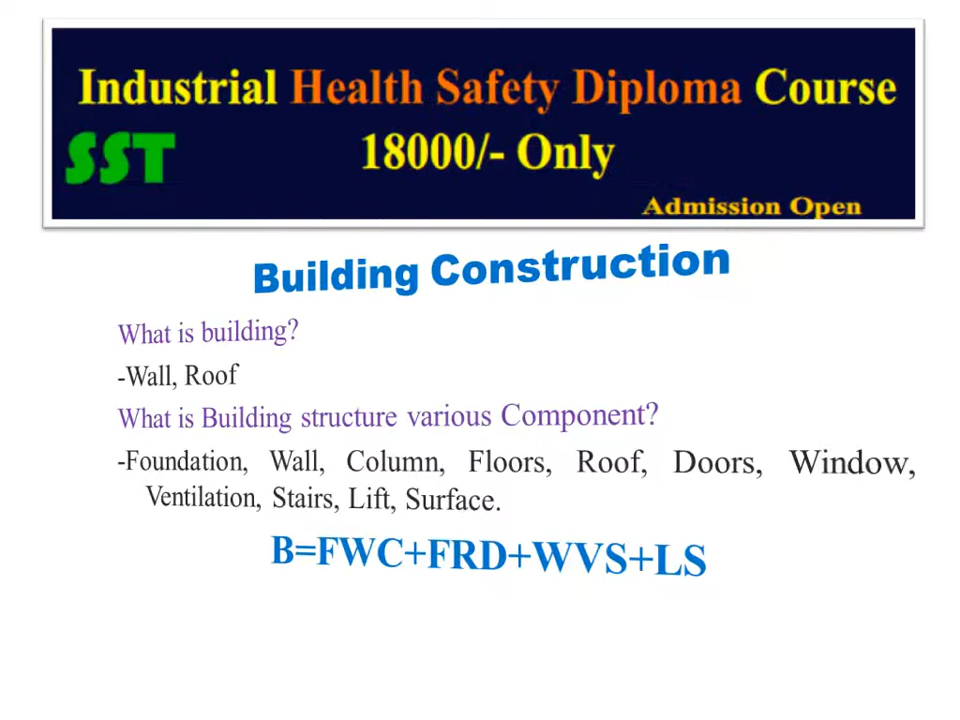 Industrial Health Safety Diploma Course
SST 18000/- Only
Admission Open
Building Construction
What is building?
-Wall, Roof
What is Building structure various Component?
-Foundation, Wall, Column, Floors, Roof, Doors, Window,
Ventilation, Stairs, Lift, Surface.
B=FWC+FRD+WVS+LS